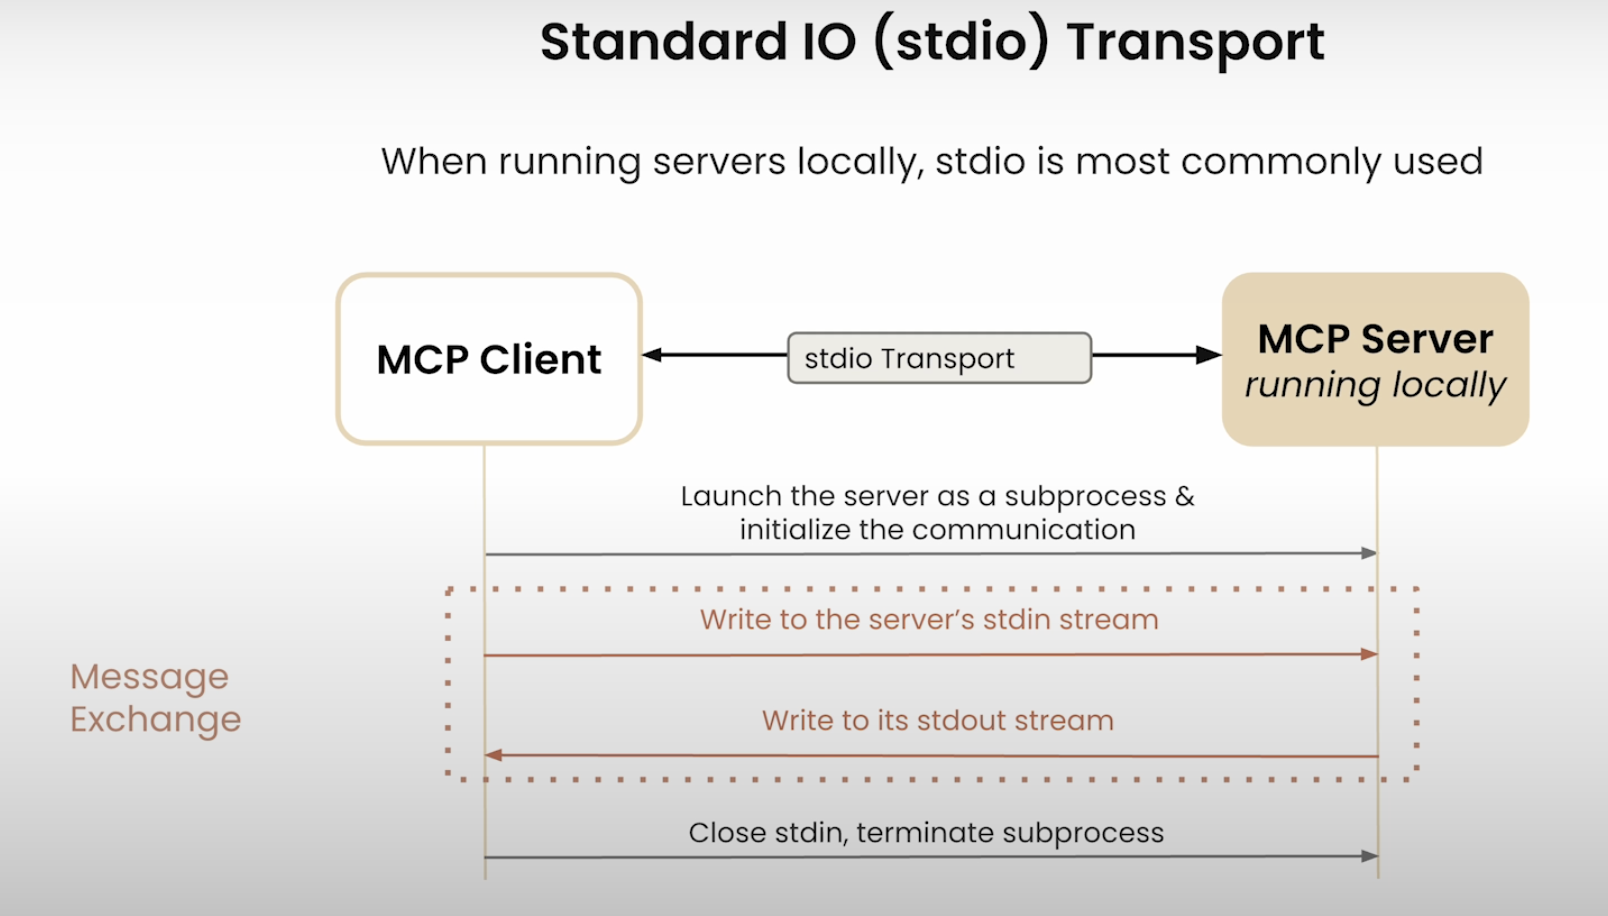 Standard IO (stdio) Transport
When running servers locally, stdio is most commonly used
MCP Client
stdio Transport
MCP Server
running locally
Launch the server as a subprocess &
initialize the communication
Message
Exchange
Write to the server’s stdin stream
Write to its stdout stream
Close stdin, terminate subprocess